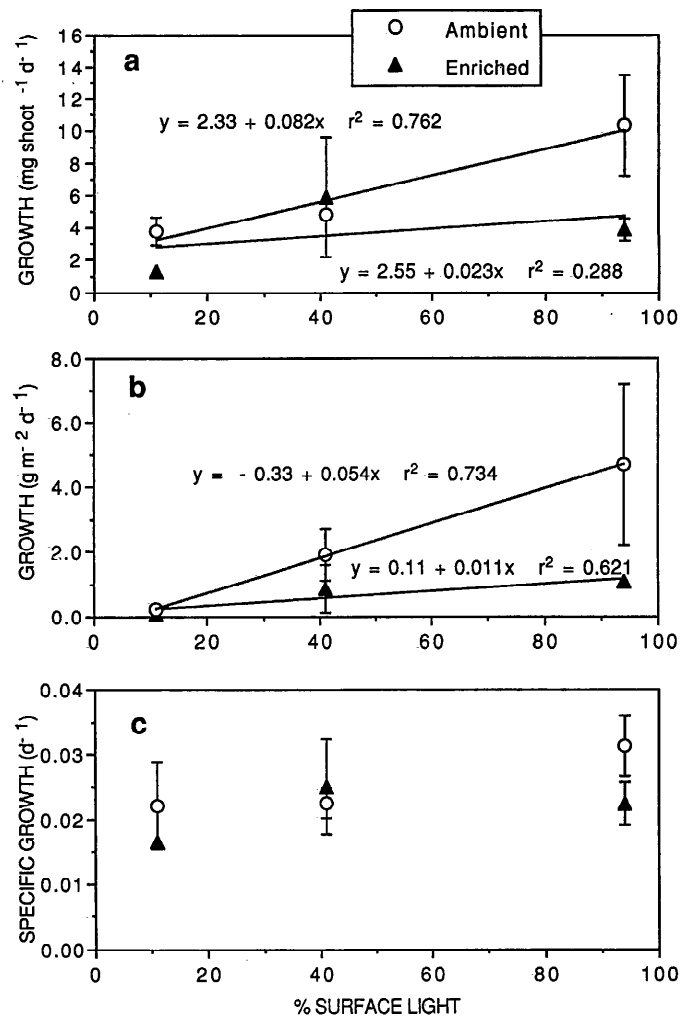 Ambient
Enriched
a
16
14
12
10
8
6
4
2
0
GROWTH (mg shoot ⁻¹ d⁻¹)
y = 2.33 + 0.082x r² = 0.762
y = 2.55 + 0.023x r² = 0.288
0 20 40 60 80 100
b
8.0
6.0
4.0
2.0
0.0
GROWTH (g m⁻² d⁻¹)
y = - 0.33 + 0.054x r² = 0.734
y = 0.11 + 0.011x r² = 0.621
0 20 40 60 80 100
c
0.04
0.03
0.02
0.01
0.00
SPECIFIC GROWTH (d⁻¹)
0 20 40 60 80 100
% SURFACE LIGHT